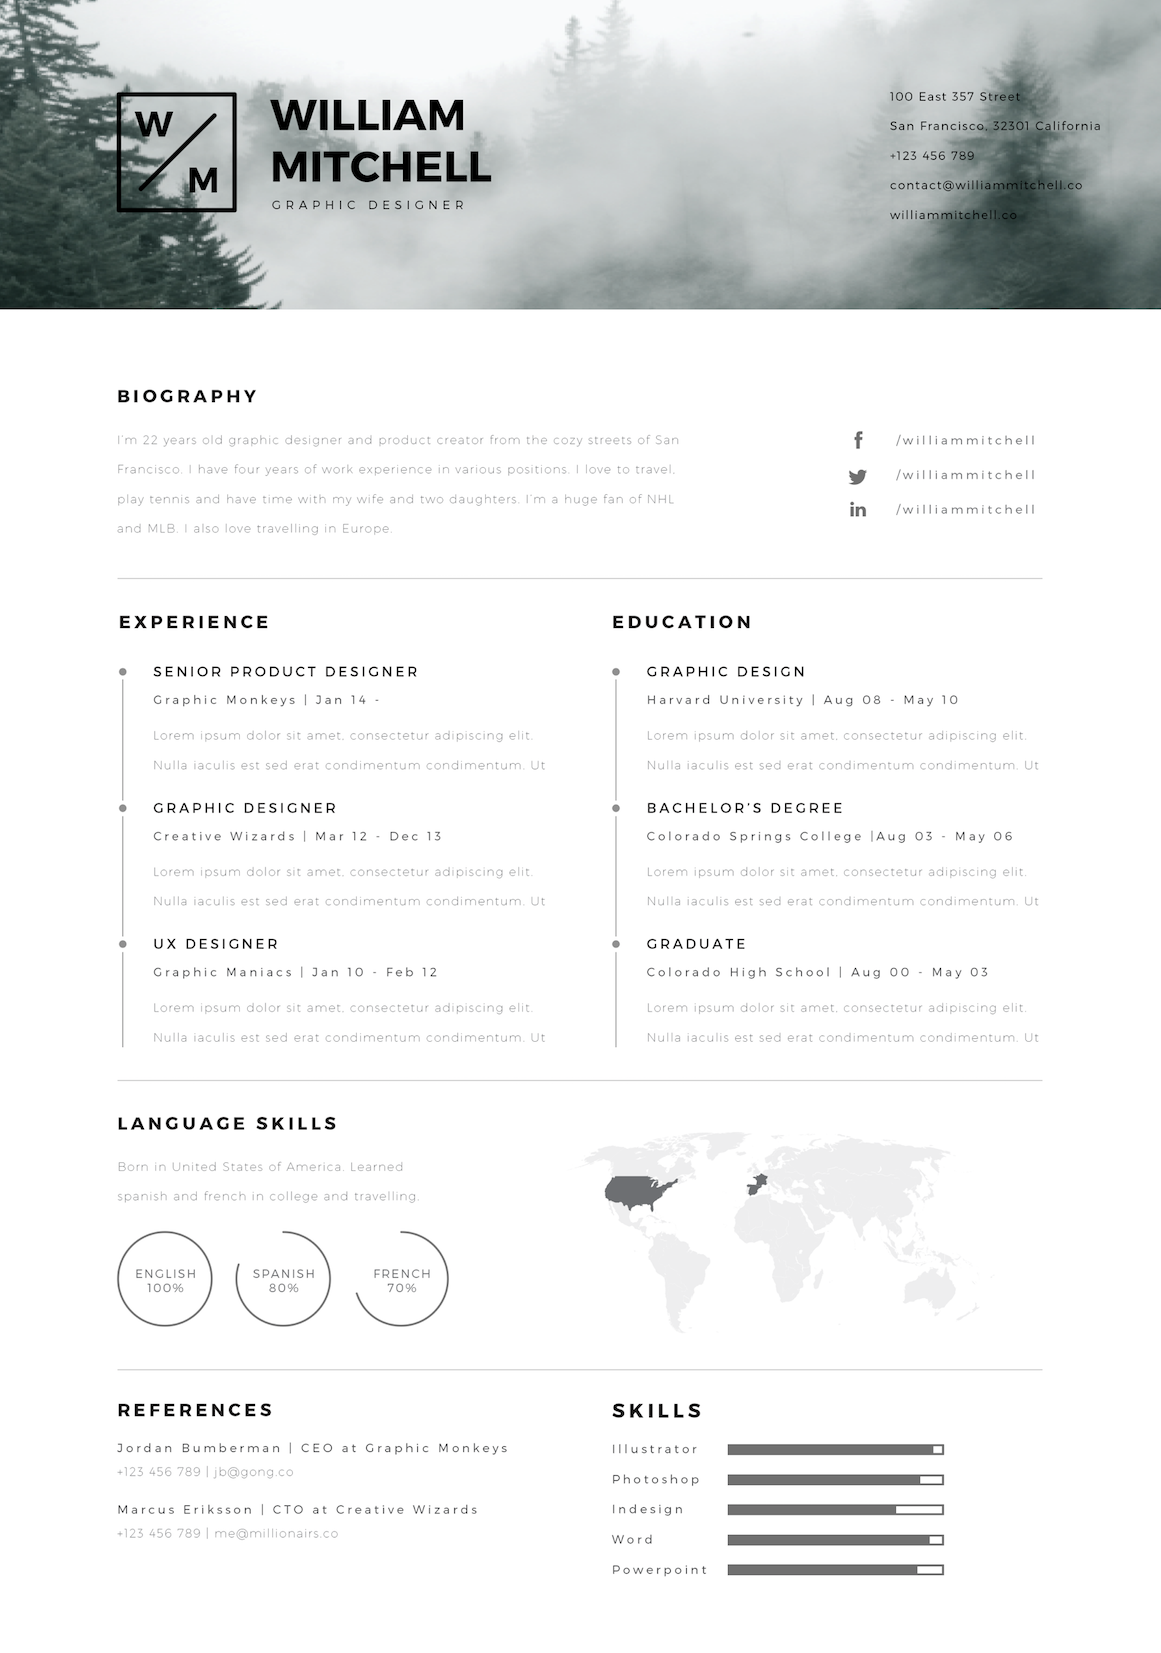 W
M
WILLIAM
MITCHELL
GRAPHIC DESIGNER
100 East 357 Street
San Francisco, 32301 California
+123 456 789
contact@williammitchell.co
williammitchell.co
BIOGRAPHY
I'm 22 years old graphic designer and product creator from the cozy streets of San
Francisco. I have four years of work experience in various positions. I love to travel,
play tennis and have time with my wife and two daughters. I'm a huge fan of NHL
and MLB. I also love travelling in Europe.
f /williammitchell
/williammitchell
in /williammitchell
EXPERIENCE
SENIOR PRODUCT DESIGNER
Graphic Monkeys | Jan 14 -
Lorem ipsum dolor sit amet, consectetur adipiscing elit.
Nulla iaculis est sed erat condimentum condimentum. Ut
GRAPHIC DESIGNER
Creative Wizards | Mar 12 - Dec 13
Lorem ipsum dolor sit amet, consectetur adipiscing elit.
Nulla iaculis est sed erat condimentum condimentum. Ut
UX DESIGNER
Graphic Maniacs | Jan 10 - Feb 12
Lorem ipsum dolor sit amet, consectetur adipiscing elit.
Nulla iaculis est sed erat condimentum condimentum. Ut
EDUCATION
GRAPHIC DESIGN
Harvard University | Aug 08 - May 10
Lorem ipsum dolor sit amet, consectetur adipiscing elit.
Nulla iaculis est sed erat condimentum condimentum. Ut
BACHELOR'S DEGREE
Colorado Springs College |Aug 03 - May 06
Lorem ipsum dolor sit amet, consectetur adipiscing elit.
Nulla iaculis est sed erat condimentum condimentum. Ut
GRADUATE
Colorado High School | Aug 00 - May 03
Lorem ipsum dolor sit amet, consectetur adipiscing elit.
Nulla iaculis est sed erat condimentum condimentum. Ut
LANGUAGE SKILLS
Born in United States of America. Learned
spanish and french in college and travelling.
ENGLISH
100%
SPANISH
80%
FRENCH
70%
REFERENCES
Jordan Bumberman | CEO at Graphic Monkeys
+123 456 789 | jb@gong.co
Marcus Eriksson | CTO at Creative Wizards
+123 456 789 | me@millionairs.co
SKILLS
Illustrator
Photoshop
Indesign
Word
Powerpoint